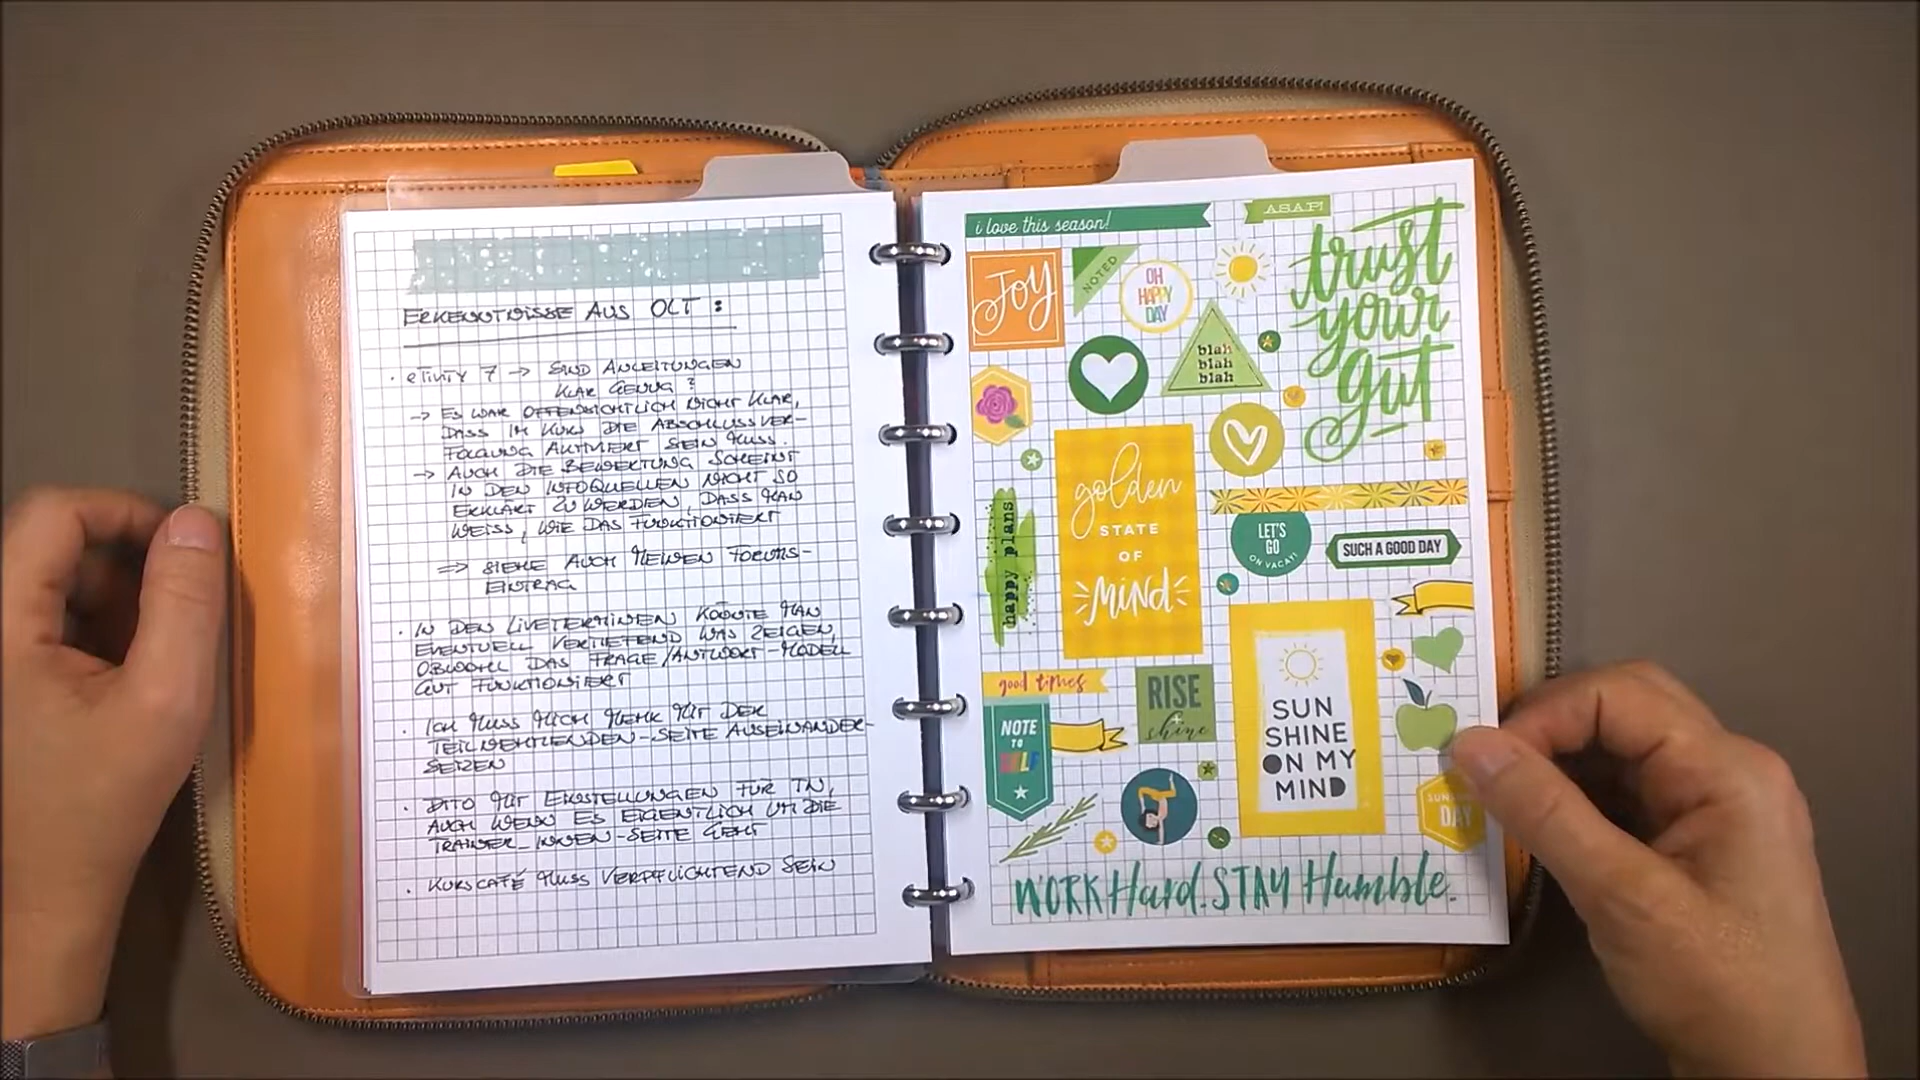 ERKENNTNISSE AUS OLT :
· eTIVITY 7 → SIND ANLEITUNGEN
KLAR GENUG ?
→ ES WAR OFFENSICHTLICH NICHT KLAR,
DASS IM KURS DIE ABSCHLUSSVER-
FOLGUNG AKTIVIERT SEIN MUSS.
→ AUCH DIE BEWERTUNG SCHEINT
IN DEN INFOQUELLEN NICHT SO
ERKLÄRT ZU WERDEN, DASS MAN
WEISS, WIE DAS FUNKTIONIERT
⇒ SIEHE AUCH MEINEN FORUMS-
EINTRAG
· IN DEN LIVETERMINEN KÖNNTE MAN
EVENTUELL VERTIEFEND WAS ZEIGEN,
OBWOHL DAS FRAGE/ANTWORT-MODELL
GUT FUNKTIONIERT
· ICH MUSS MICH MEHR MIT DER
TEILNEHMENDEN-SEITE AUSEINANDER-
SETZEN
· DITO MIT EINSTELLUNGEN FÜR TN,
AUCH WENN ES EIGENTLICH UM DIE
TRAINER_INNEN-SEITE GEHT
· KURSCAFÉ MUSS VERPFLICHTEND SEIN
i love this season!
ASAP!
JOY
NOTED
OH
HAPPY
DAY
trust
your
gut
blah
blah
blah
golden
STATE
OF
MiNd
happy plans
LET'S
GO
ON VACAY!
SUCH A GOOD DAY
good times
NOTE
TO
SELF
RISE
+
shine
SUN
SHINE
ON MY
MIND
DAY
WORK Hard. STAY Humble.